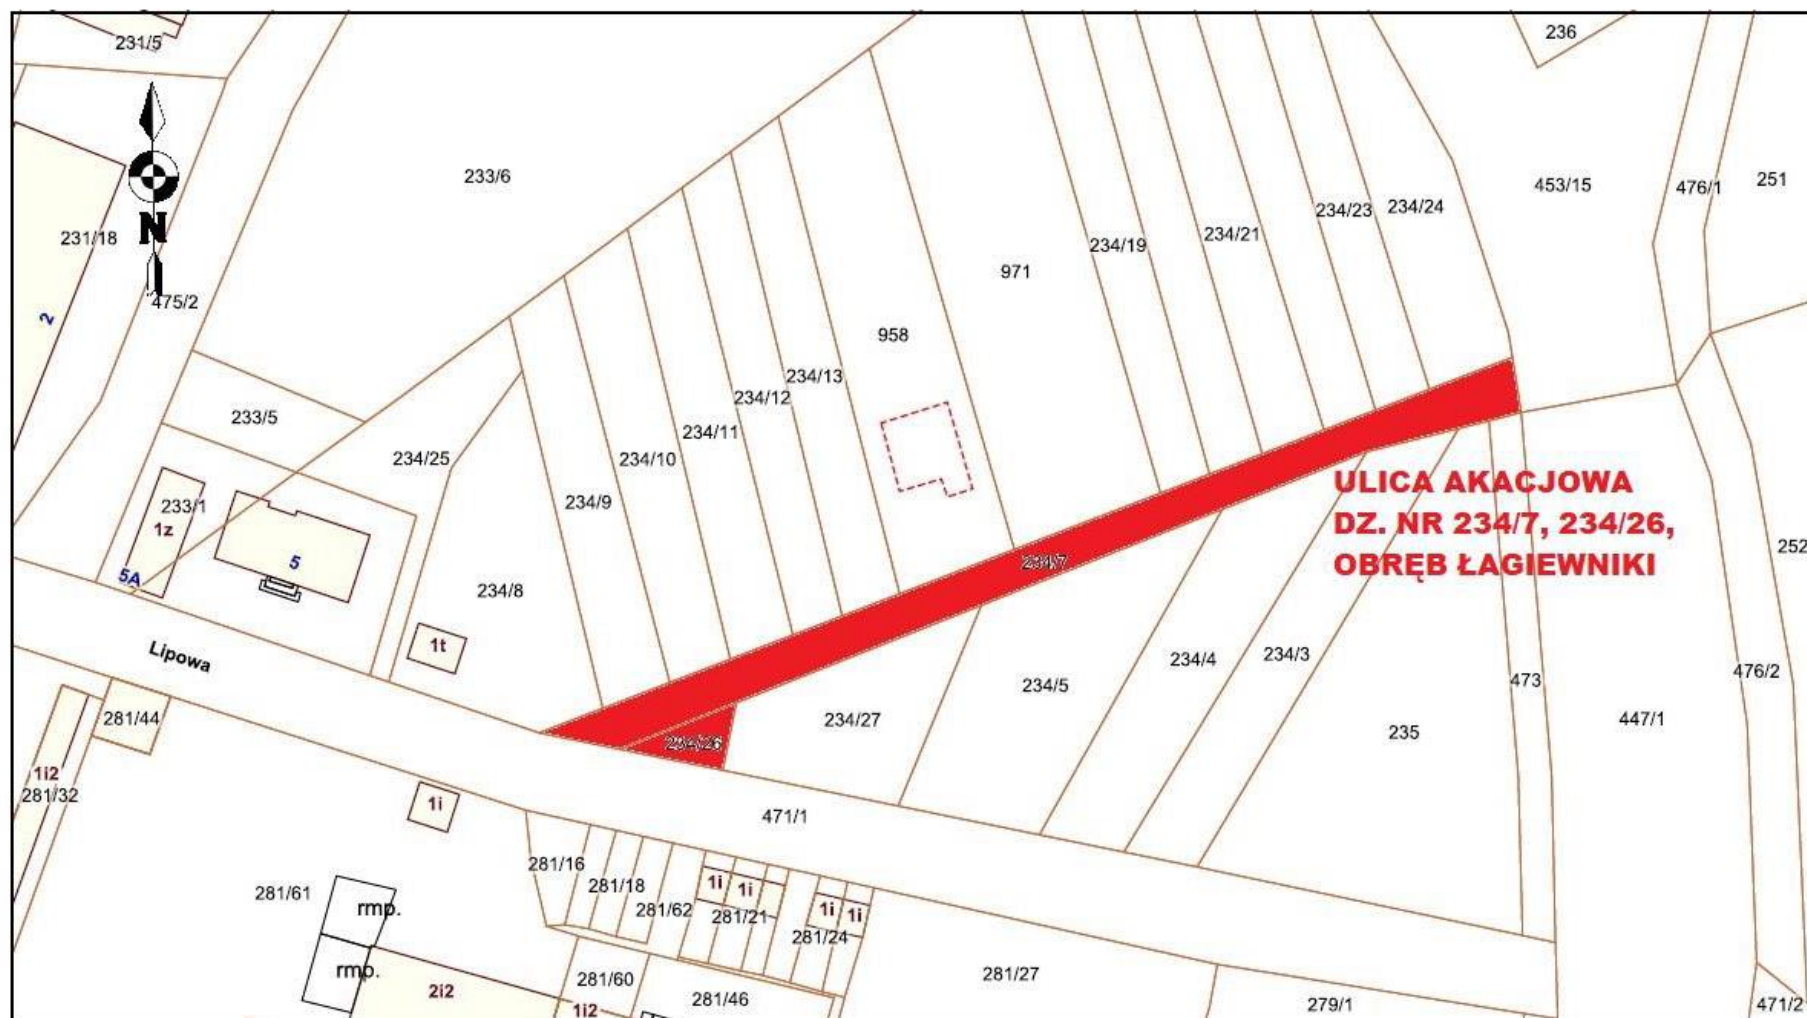 231/5
236
233/6
453/15
476/1
251
234/23
234/24
231/18
N
234/19
234/21
971
475/2
2
958
234/13
234/12
233/5
234/11
234/25
234/10
234/9
233/1
1z
ULICA AKACJOWA
DZ. NR 234/7, 234/26,
OBRĘB ŁAGIEWNIKI
252
5
5A
234/7
234/8
1t
Lipowa
234/4
234/3
234/5
473
476/2
281/44
234/27
447/1
235
234/26
1i2
281/32
1i
471/1
281/16
281/18
281/61
rmp.
281/62
1i
1i
281/21
1i
1i
281/24
rmp.
281/60
281/27
2i2
281/46
1i2
279/1
471/2